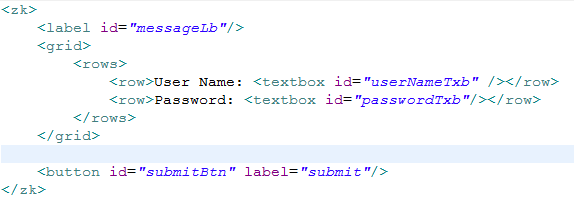 <zk>
    <label id="messageLb"/>
    <grid>
        <rows>
            <row>User Name: <textbox id="userNameTxb" /></row>
            <row>Password: <textbox id="passwordTxb"/></row>
        </rows>
    </grid>

    <button id="submitBtn" label="submit"/>
</zk>